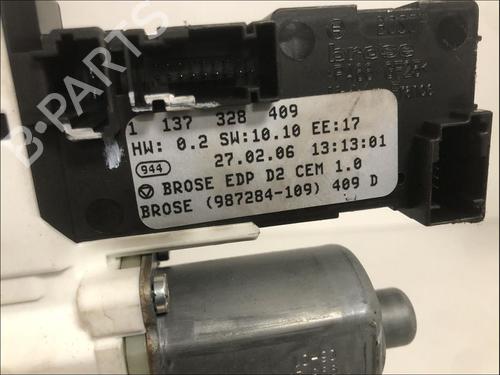 B-PARTS
1 137 328 409
HW: 0.2 SW:10.10 EE:17
944 27.02.06 13:13:01
BROSE EDP D2 CEM 1.0
BROSE (987284-109) 409 D